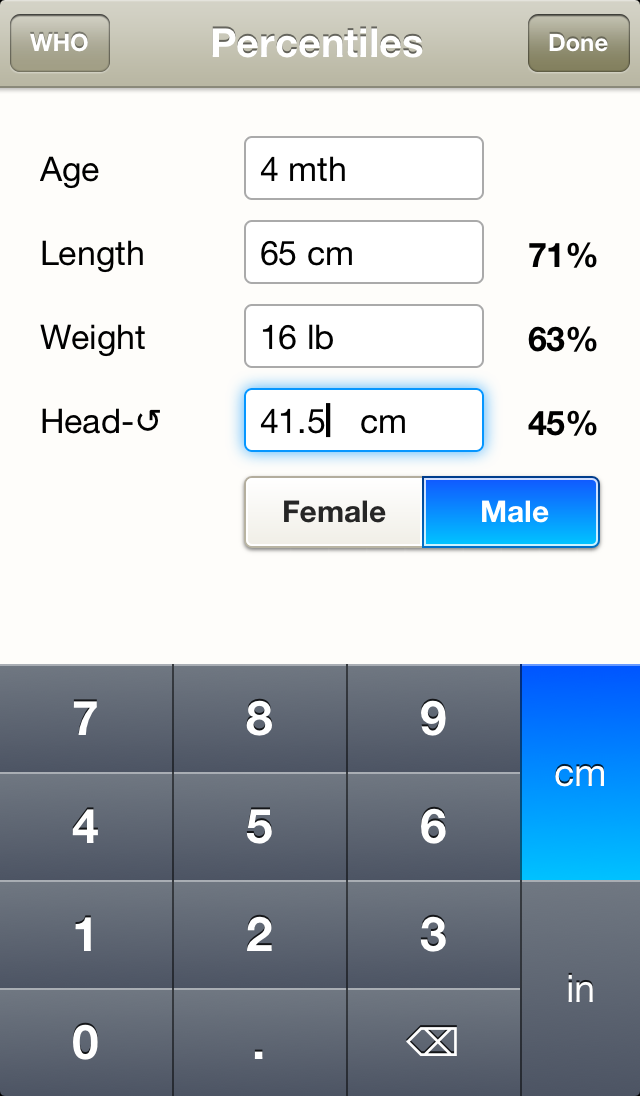 WHO Percentiles Done
Age 4 mth
Length 65 cm 71%
Weight 16 lb 63%
Head-↺ 41.5 cm 45%
Female Male
7 8 9
cm
4 5 6
1 2 3
in
0 . ⌫